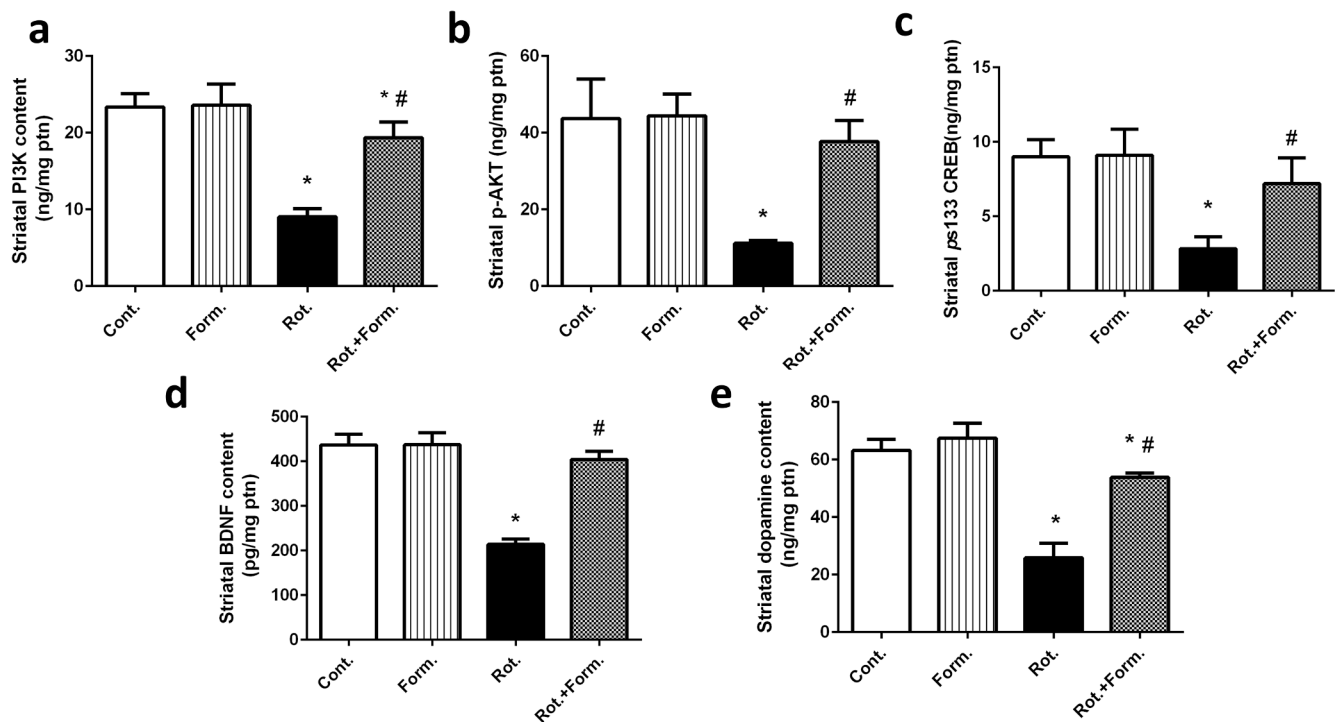 a
Striatal PI3K content
(ng/mg ptn)
30
20
10
0
*
* #
Cont.
Form.
Rot.
Rot.+Form.
b
Striatal p-AKT (ng/mg ptn)
60
40
20
0
*
#
Cont.
Form.
Rot.
Rot.+Form.
c
Striatal ps133 CREB(ng/mg ptn)
15
10
5
0
*
#
Cont.
Form.
Rot.
Rot.+Form.
d
Striatal BDNF content
(pg/mg ptn)
500
400
300
200
100
0
*
#
Cont.
Form.
Rot.
Rot.+Form.
e
Striatal dopamine content
(ng/mg ptn)
80
60
40
20
0
*
* #
Cont.
Form.
Rot.
Rot.+Form.